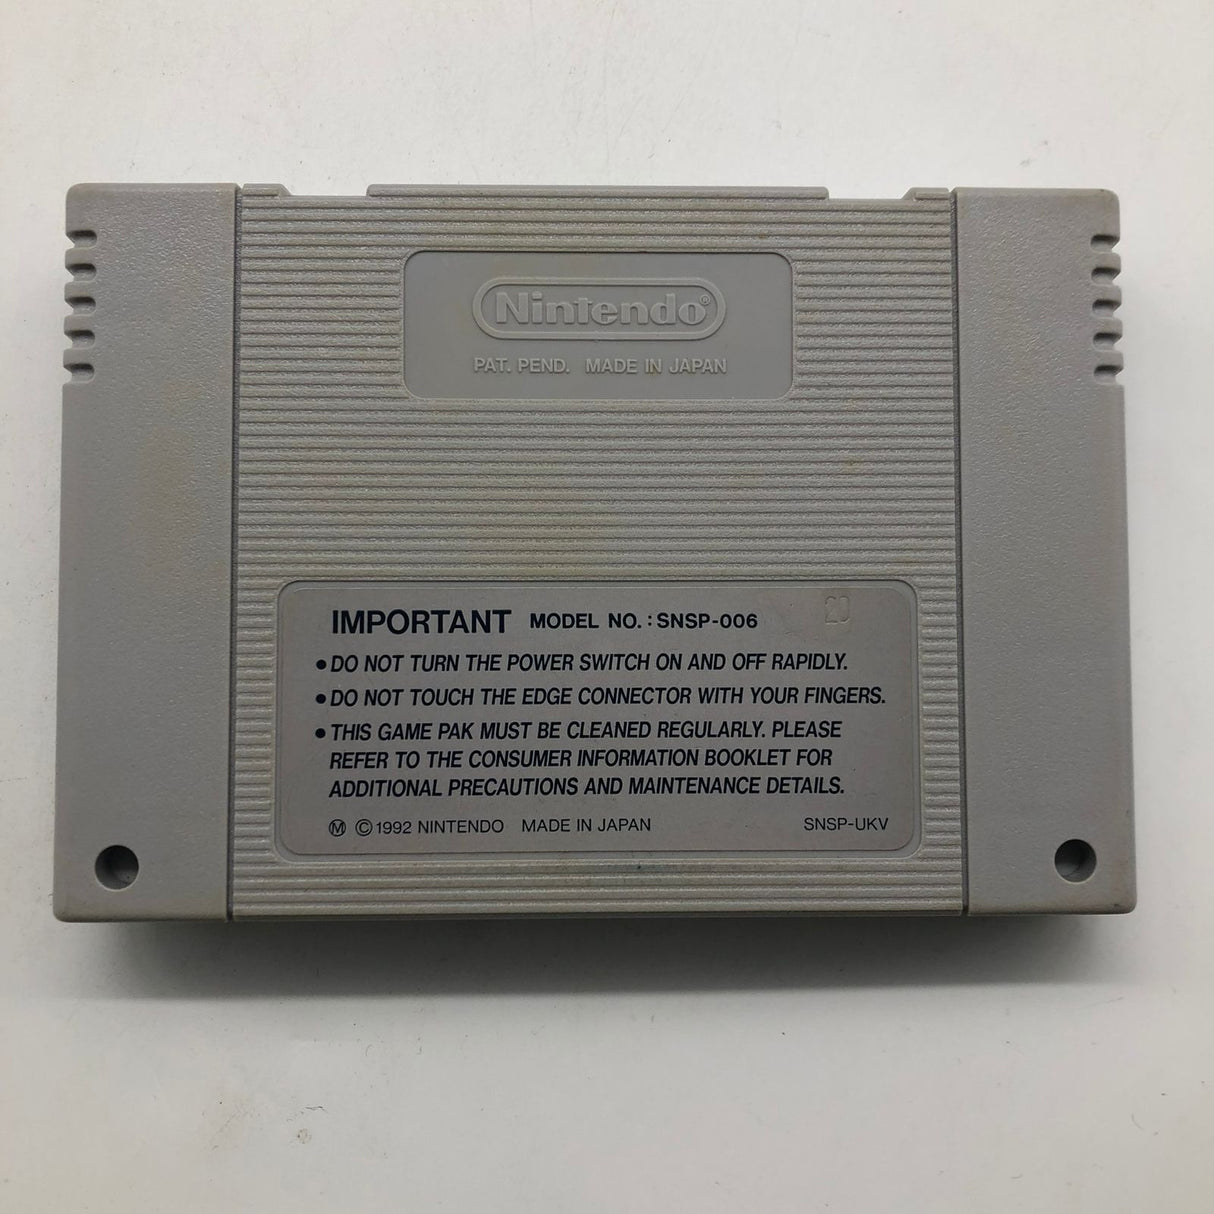 Nintendo®
PAT. PEND. MADE IN JAPAN
IMPORTANT MODEL NO. : SNSP-006
20
• DO NOT TURN THE POWER SWITCH ON AND OFF RAPIDLY.
• DO NOT TOUCH THE EDGE CONNECTOR WITH YOUR FINGERS.
• THIS GAME PAK MUST BE CLEANED REGULARLY. PLEASE
REFER TO THE CONSUMER INFORMATION BOOKLET FOR
ADDITIONAL PRECAUTIONS AND MAINTENANCE DETAILS.
Ⓜ © 1992 NINTENDO MADE IN JAPAN SNSP-UKV